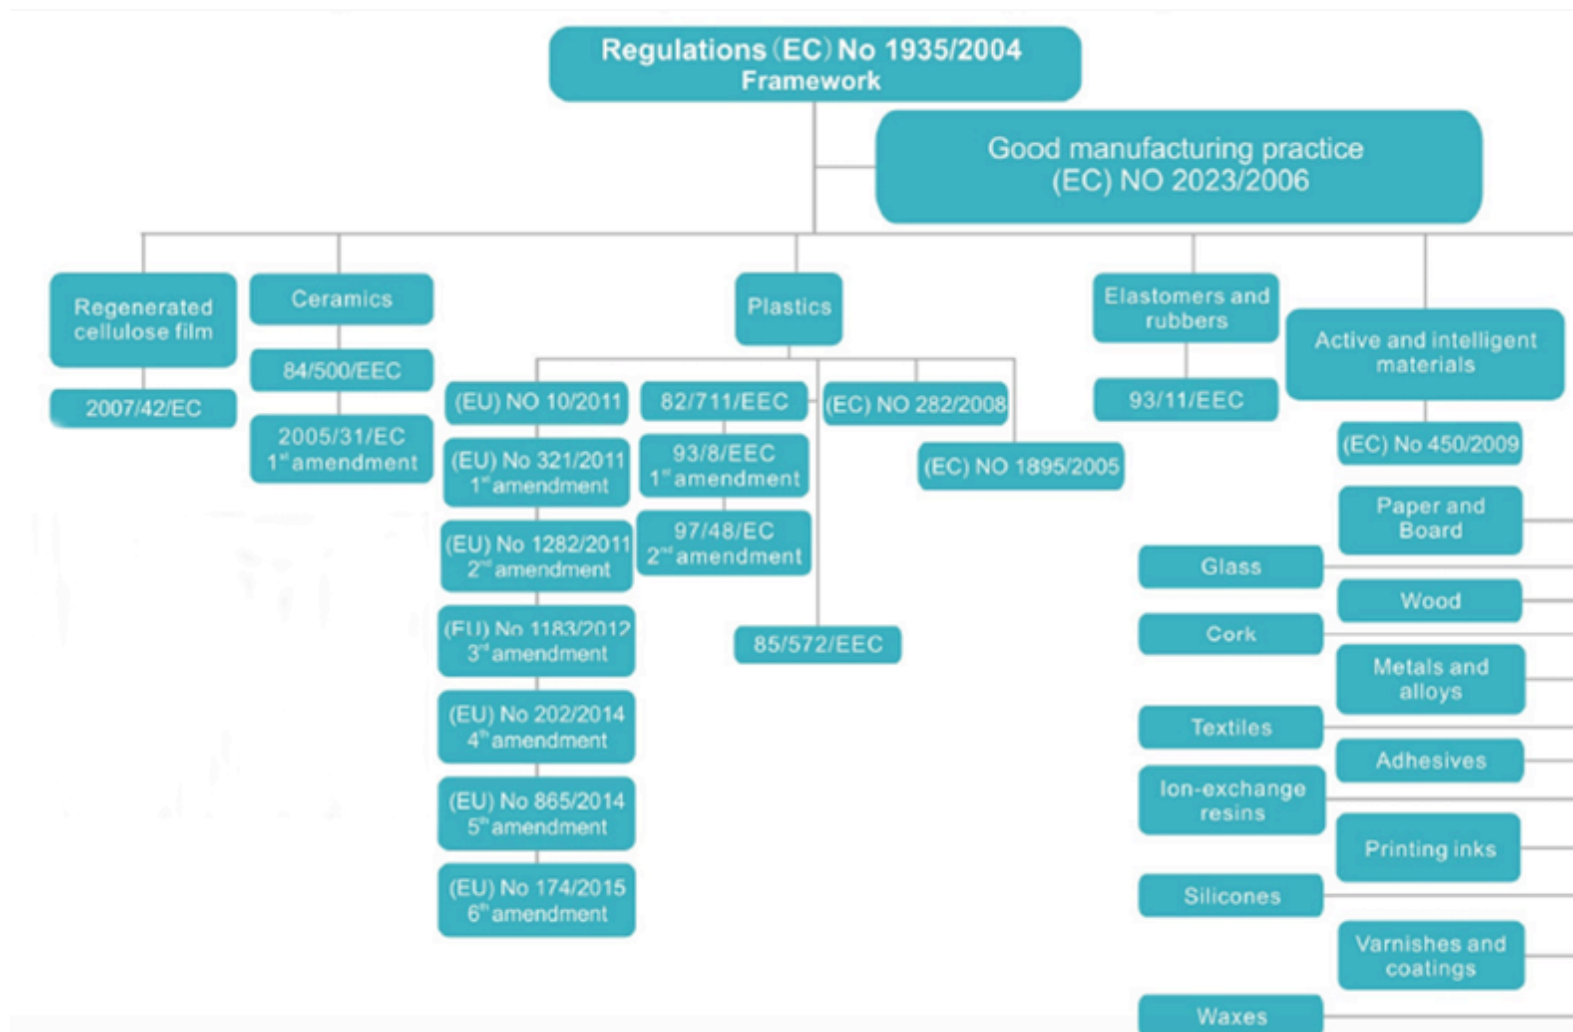 Regulations (EC) No 1935/2004
Framework
Good manufacturing practice
(EC) NO 2023/2006
Regenerated
cellulose film
2007/42/EC
Ceramics
84/500/EEC
2005/31/EC
1st amendment
Plastics
(EU) NO 10/2011
(EU) No 321/2011
1st amendment
(EU) No 1282/2011
2nd amendment
(EU) No 1183/2012
3rd amendment
(EU) No 202/2014
4th amendment
(EU) No 865/2014
5th amendment
(EU) No 174/2015
6th amendment
82/711/EEC
93/8/EEC
1st amendment
97/48/EC
2nd amendment
85/572/EEC
(EC) NO 282/2008
(EC) NO 1895/2005
Elastomers and
rubbers
93/11/EEC
Active and intelligent
materials
(EC) No 450/2009
Paper and
Board
Glass
Wood
Cork
Metals and
alloys
Textiles
Adhesives
Ion-exchange
resins
Printing inks
Silicones
Varnishes and
coatings
Waxes